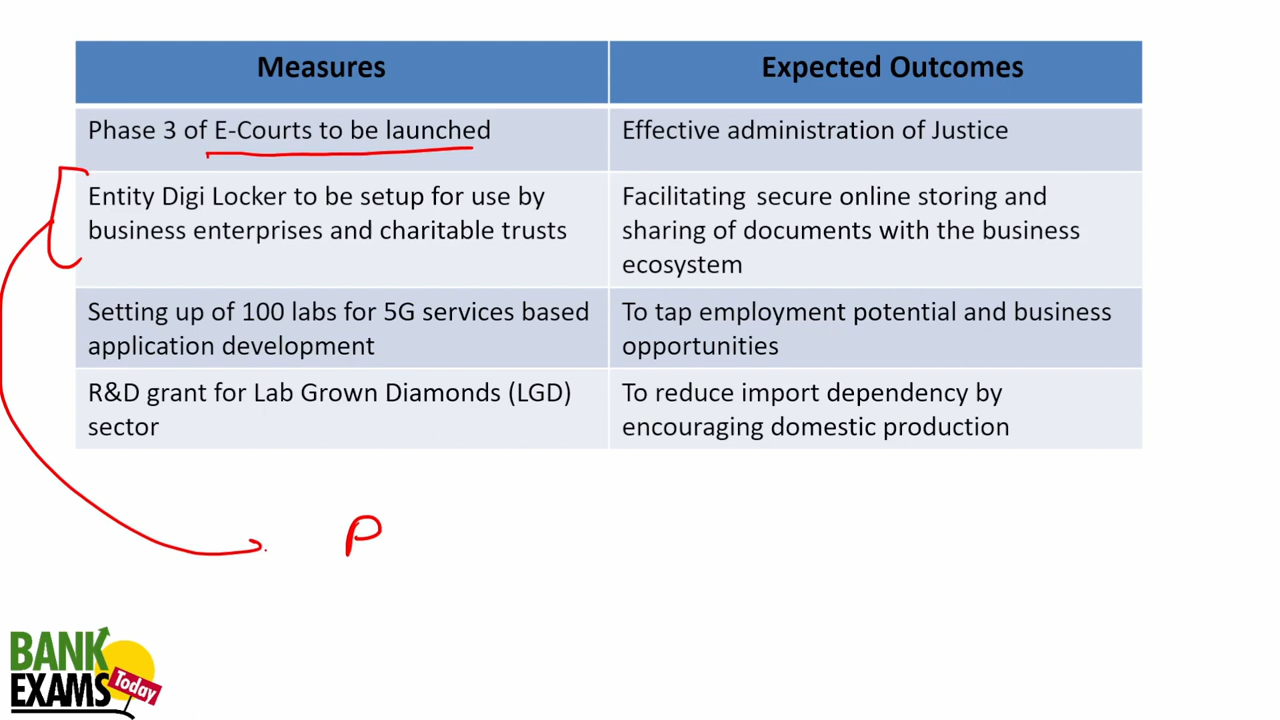 Measures
Expected Outcomes
Phase 3 of E-Courts to be launched
Effective administration of Justice
Entity Digi Locker to be setup for use by
business enterprises and charitable trusts
Facilitating secure online storing and
sharing of documents with the business
ecosystem
Setting up of 100 labs for 5G services based
application development
To tap employment potential and business
opportunities
R&D grant for Lab Grown Diamonds (LGD)
sector
To reduce import dependency by
encouraging domestic production
P
BANK
EXAMS
Today